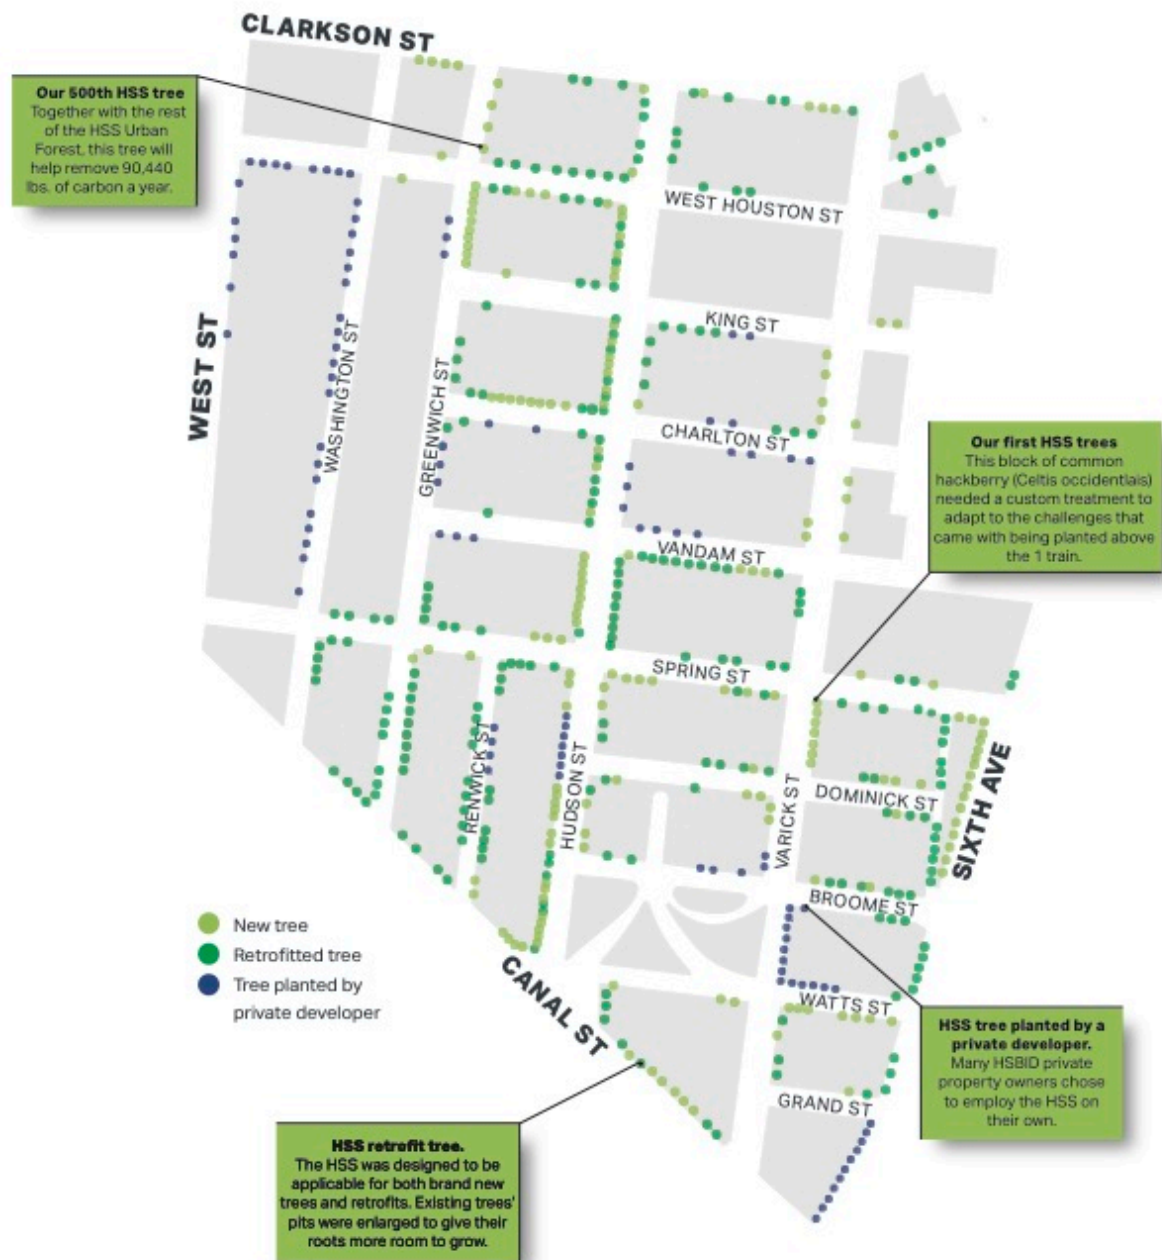 CLARKSON ST
Our 500th HSS tree
Together with the rest
of the HSS Urban
Forest, this tree will
help remove 90,440
lbs. of carbon a year.
WEST HOUSTON ST
KING ST
WEST ST
WASHINGTON ST
GREENWICH ST
CHARLTON ST
Our first HSS trees
This block of common
hackberry (Celtis occidentlais)
needed a custom treatment to
adapt to the challenges that
came with being planted above
the 1 train.
VANDAM ST
SPRING ST
RENWICK ST
HUDSON ST
VARICK ST
DOMINICK ST
SIXTH AVE
BROOME ST
New tree
Retrofitted tree
Tree planted by
private developer
CANAL ST
WATTS ST
HSS tree planted by a
private developer.
Many HSBID private
property owners chose
to employ the HSS on
their own.
GRAND ST
HSS retrofit tree.
The HSS was designed to be
applicable for both brand new
trees and retrofits. Existing trees'
pits were enlarged to give their
roots more room to grow.